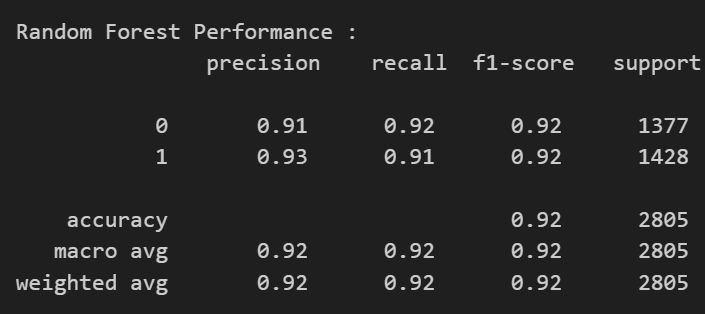 Random Forest Performance :
precision recall f1-score support
0 0.91 0.92 0.92 1377
1 0.93 0.91 0.92 1428
accuracy 0.92 2805
macro avg 0.92 0.92 0.92 2805
weighted avg 0.92 0.92 0.92 2805